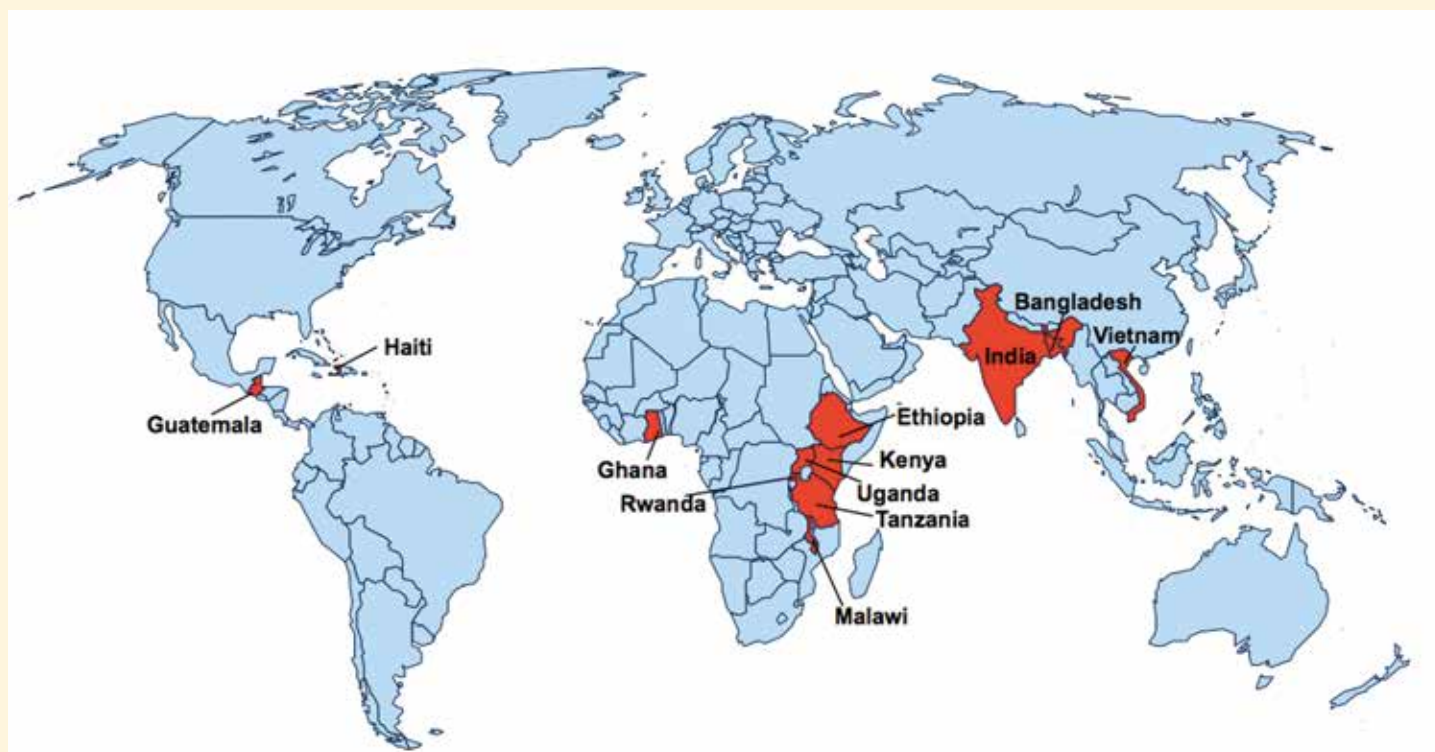 Bangladesh
Haiti
Vietnam
India
Guatemala
Ethiopia
Ghana
Kenya
Rwanda
Uganda
Tanzania
Malawi